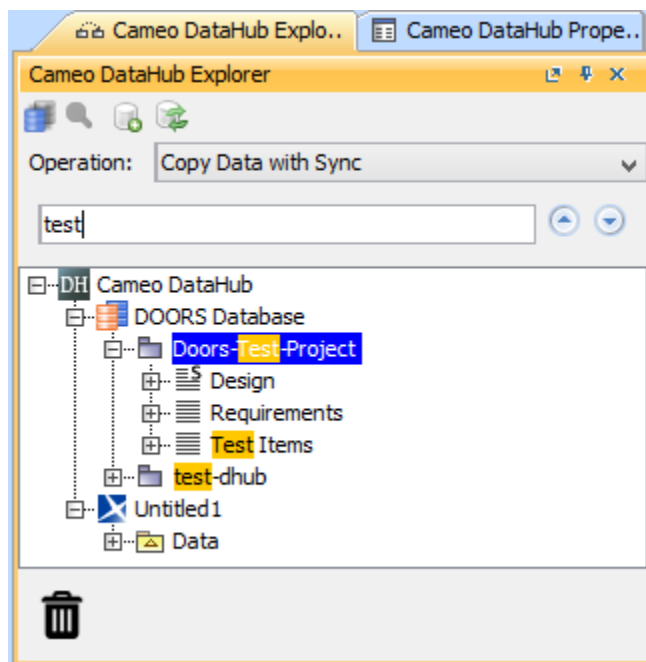 Cameo DataHub Explo.. Cameo DataHub Prope..
Cameo DataHub Explorer
Operation: Copy Data with Sync
test
DH Cameo DataHub
DOORS Database
Doors-Test-Project
S Design
Requirements
Test Items
test-dhub
Untitled1
Data